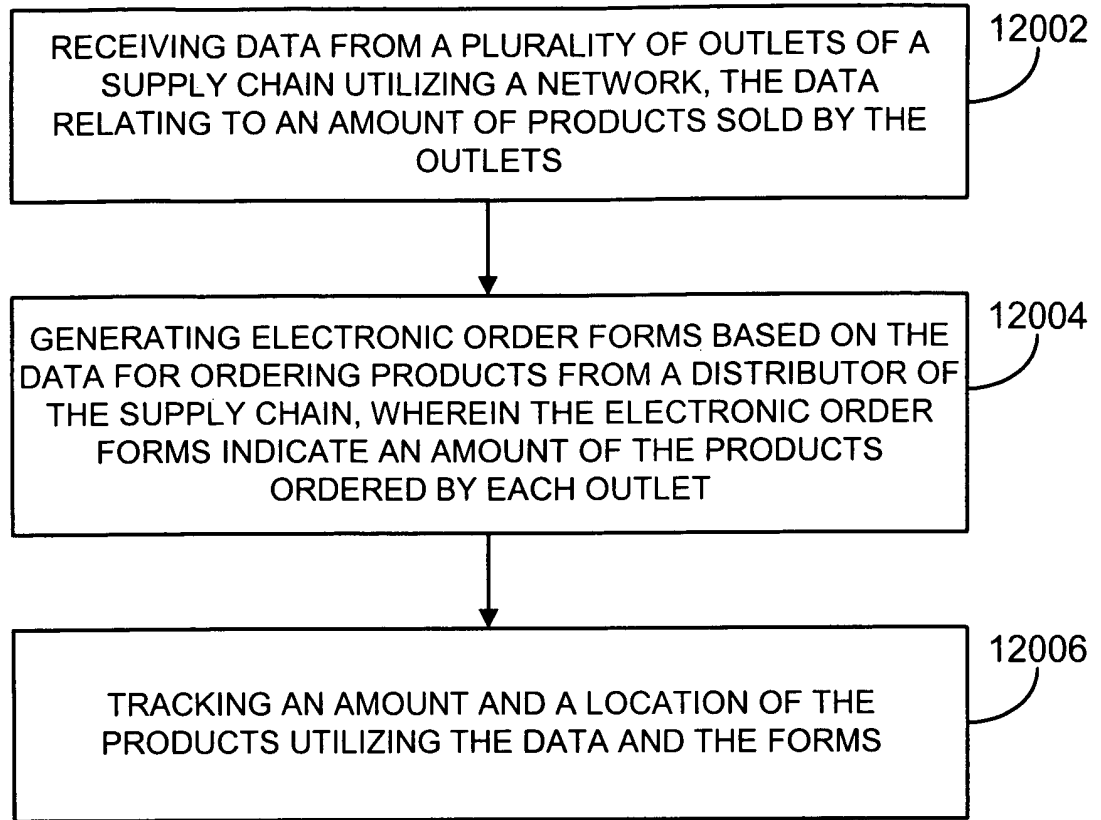 12002
RECEIVING DATA FROM A PLURALITY OF OUTLETS OF A
SUPPLY CHAIN UTILIZING A NETWORK, THE DATA
RELATING TO AN AMOUNT OF PRODUCTS SOLD BY THE
OUTLETS
12004
GENERATING ELECTRONIC ORDER FORMS BASED ON THE
DATA FOR ORDERING PRODUCTS FROM A DISTRIBUTOR OF
THE SUPPLY CHAIN, WHEREIN THE ELECTRONIC ORDER
FORMS INDICATE AN AMOUNT OF THE PRODUCTS
ORDERED BY EACH OUTLET
12006
TRACKING AN AMOUNT AND A LOCATION OF THE
PRODUCTS UTILIZING THE DATA AND THE FORMS